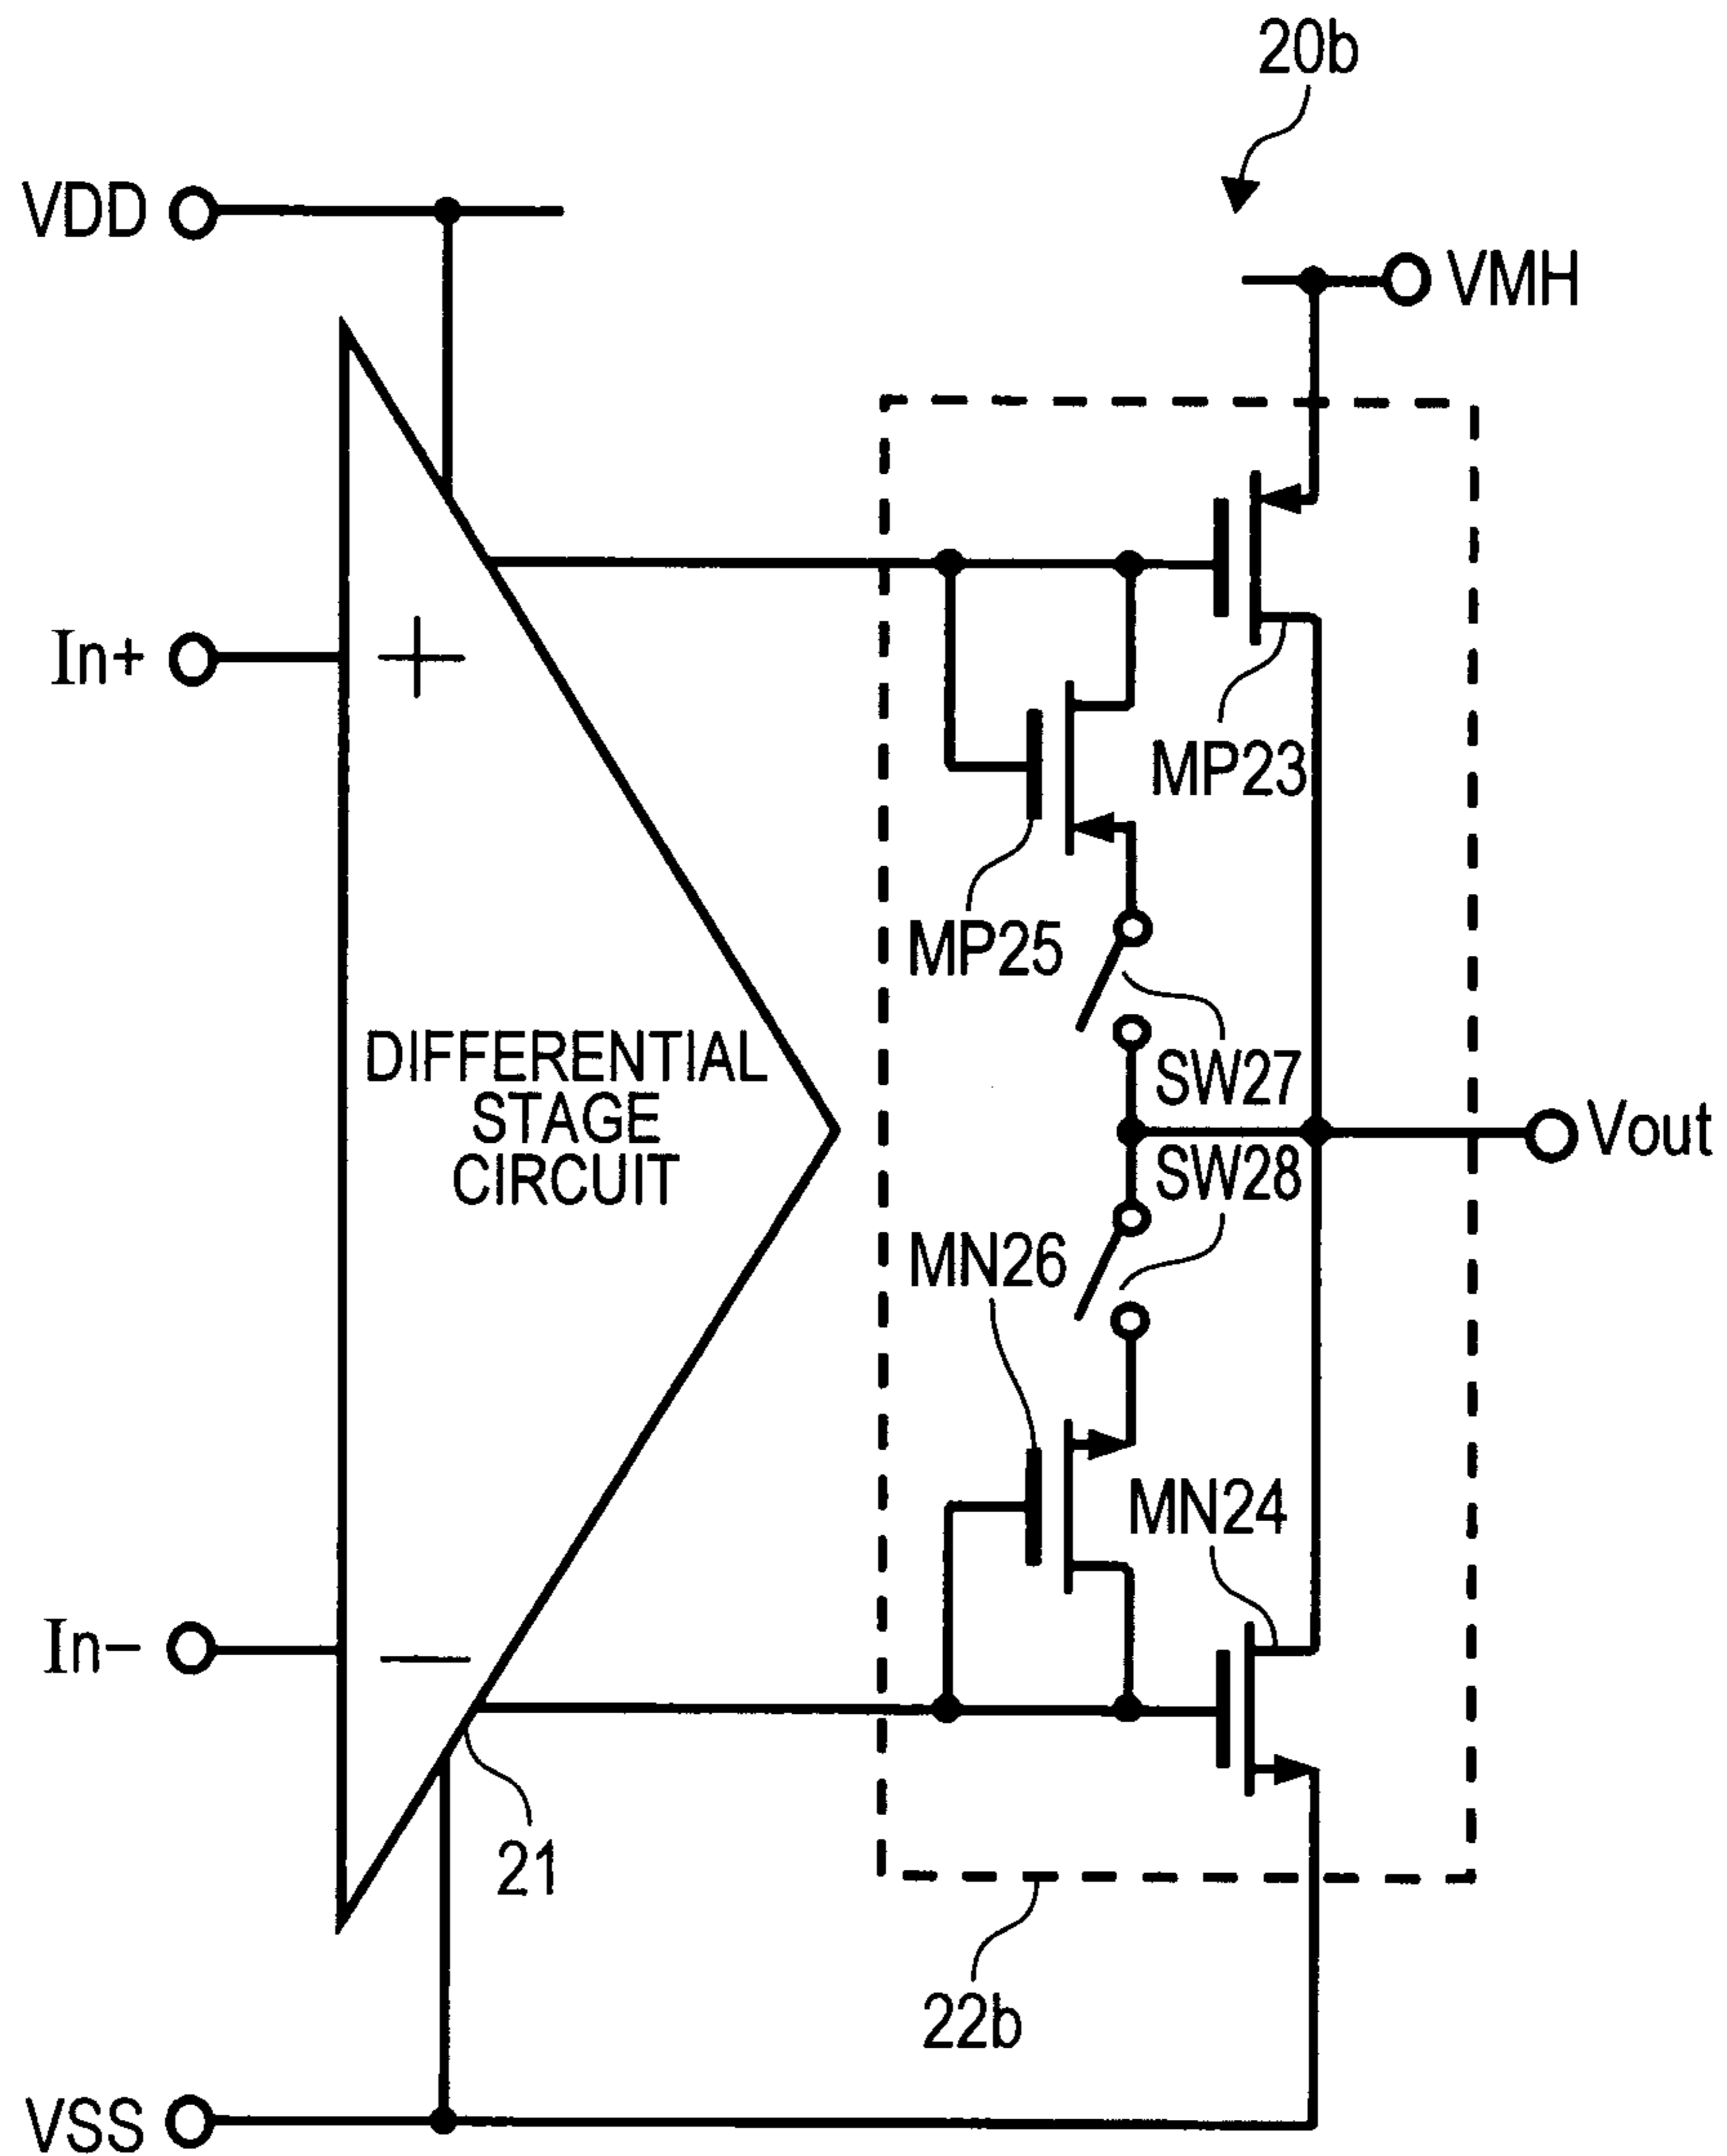 20b
VDD
VMH
In+
+
MP23
MP25
DIFFERENTIAL
STAGE
CIRCUIT
SW27
Vout
SW28
MN26
MN24
In-
−
21
22b
VSS